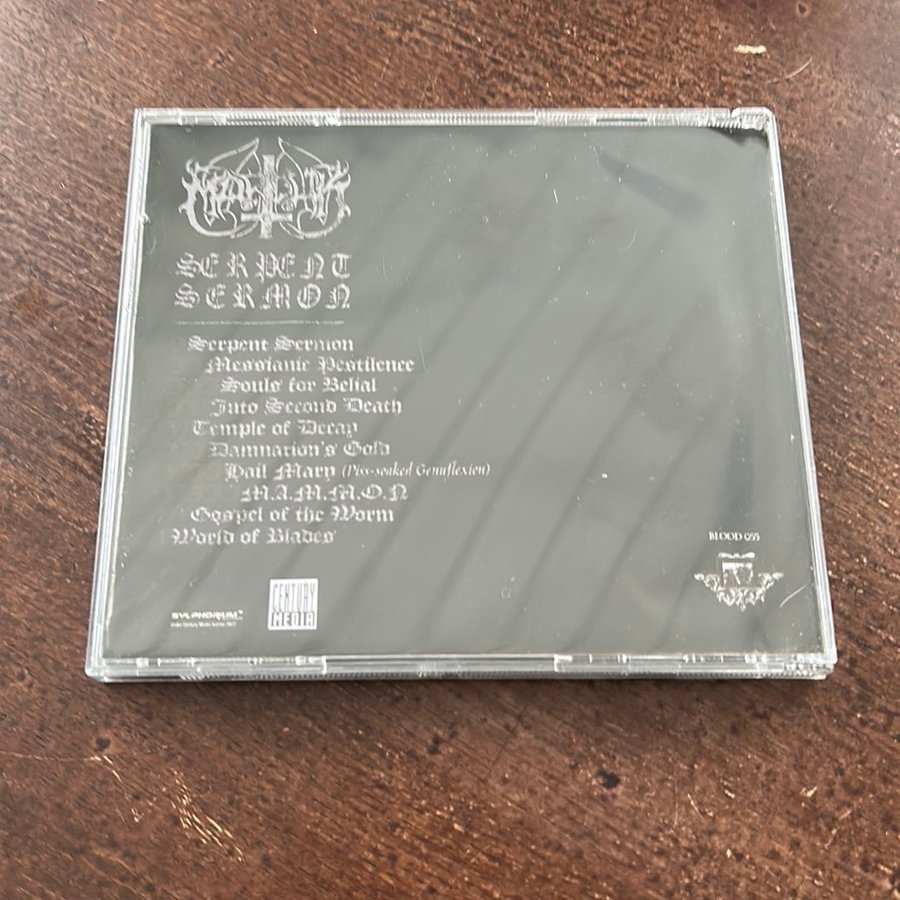 MARDUK
SERPENT
SERMON
Serpent Sermon
Messianic Pestilence
Souls for Belial
Into Second Death
Temple of Decay
Damnation's Gold
Hail Mary (Piss-soaked Genuflexion)
M.A.M.M.O.N
Gospel of the Worm
World of Blades
BLOOD 055
CENTURY
MEDIA